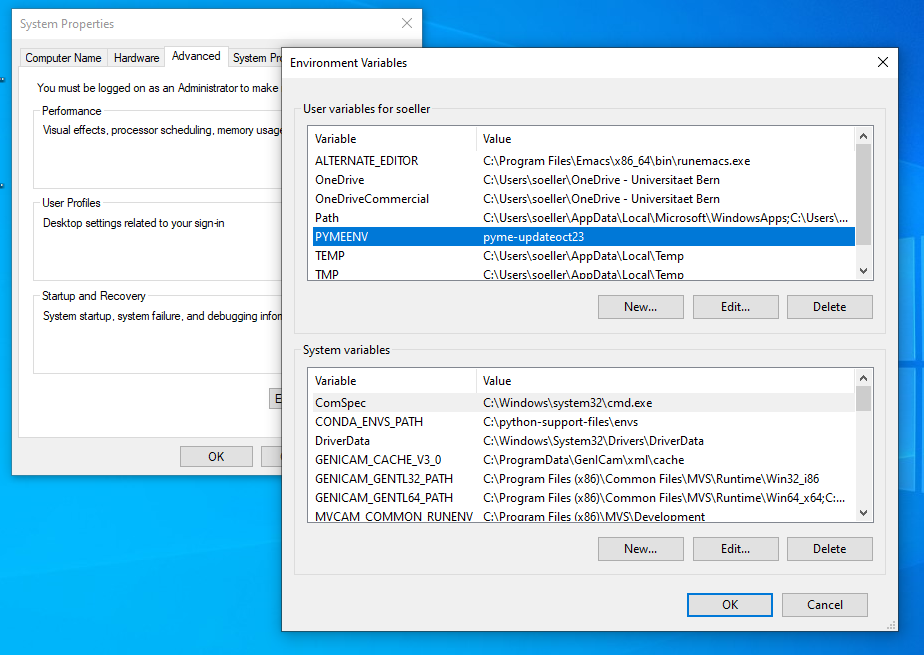 System Properties
Computer Name Hardware Advanced System Pro
You must be logged on as an Administrator to make
Performance
Visual effects, processor scheduling, memory usage
User Profiles
Desktop settings related to your sign-in
Startup and Recovery
System startup, system failure, and debugging infor
E
OK
Environment Variables
User variables for soeller
Variable Value
ALTERNATE_EDITOR C:\Program Files\Emacs\x86_64\bin\runemacs.exe
OneDrive C:\Users\soeller\OneDrive - Universitaet Bern
OneDriveCommercial C:\Users\soeller\OneDrive - Universitaet Bern
Path C:\Users\soeller\AppData\Local\Microsoft\WindowsApps;C:\Users\...
PYMEENV pyme-updateoct23
TEMP C:\Users\soeller\AppData\Local\Temp
TMP C:\Users\soeller\AppData\Local\Temp
New... Edit... Delete
System variables
Variable Value
ComSpec C:\Windows\system32\cmd.exe
CONDA_ENVS_PATH C:\python-support-files\envs
DriverData C:\Windows\System32\Drivers\DriverData
GENICAM_CACHE_V3_0 C:\ProgramData\GenICam\xml\cache
GENICAM_GENTL32_PATH C:\Program Files (x86)\Common Files\MVS\Runtime\Win32_i86
GENICAM_GENTL64_PATH C:\Program Files (x86)\Common Files\MVS\Runtime\Win64_x64;C:...
MVCAM_COMMON_RUNENV C:\Program Files (x86)\MVS\Development
New... Edit... Delete
OK Cancel